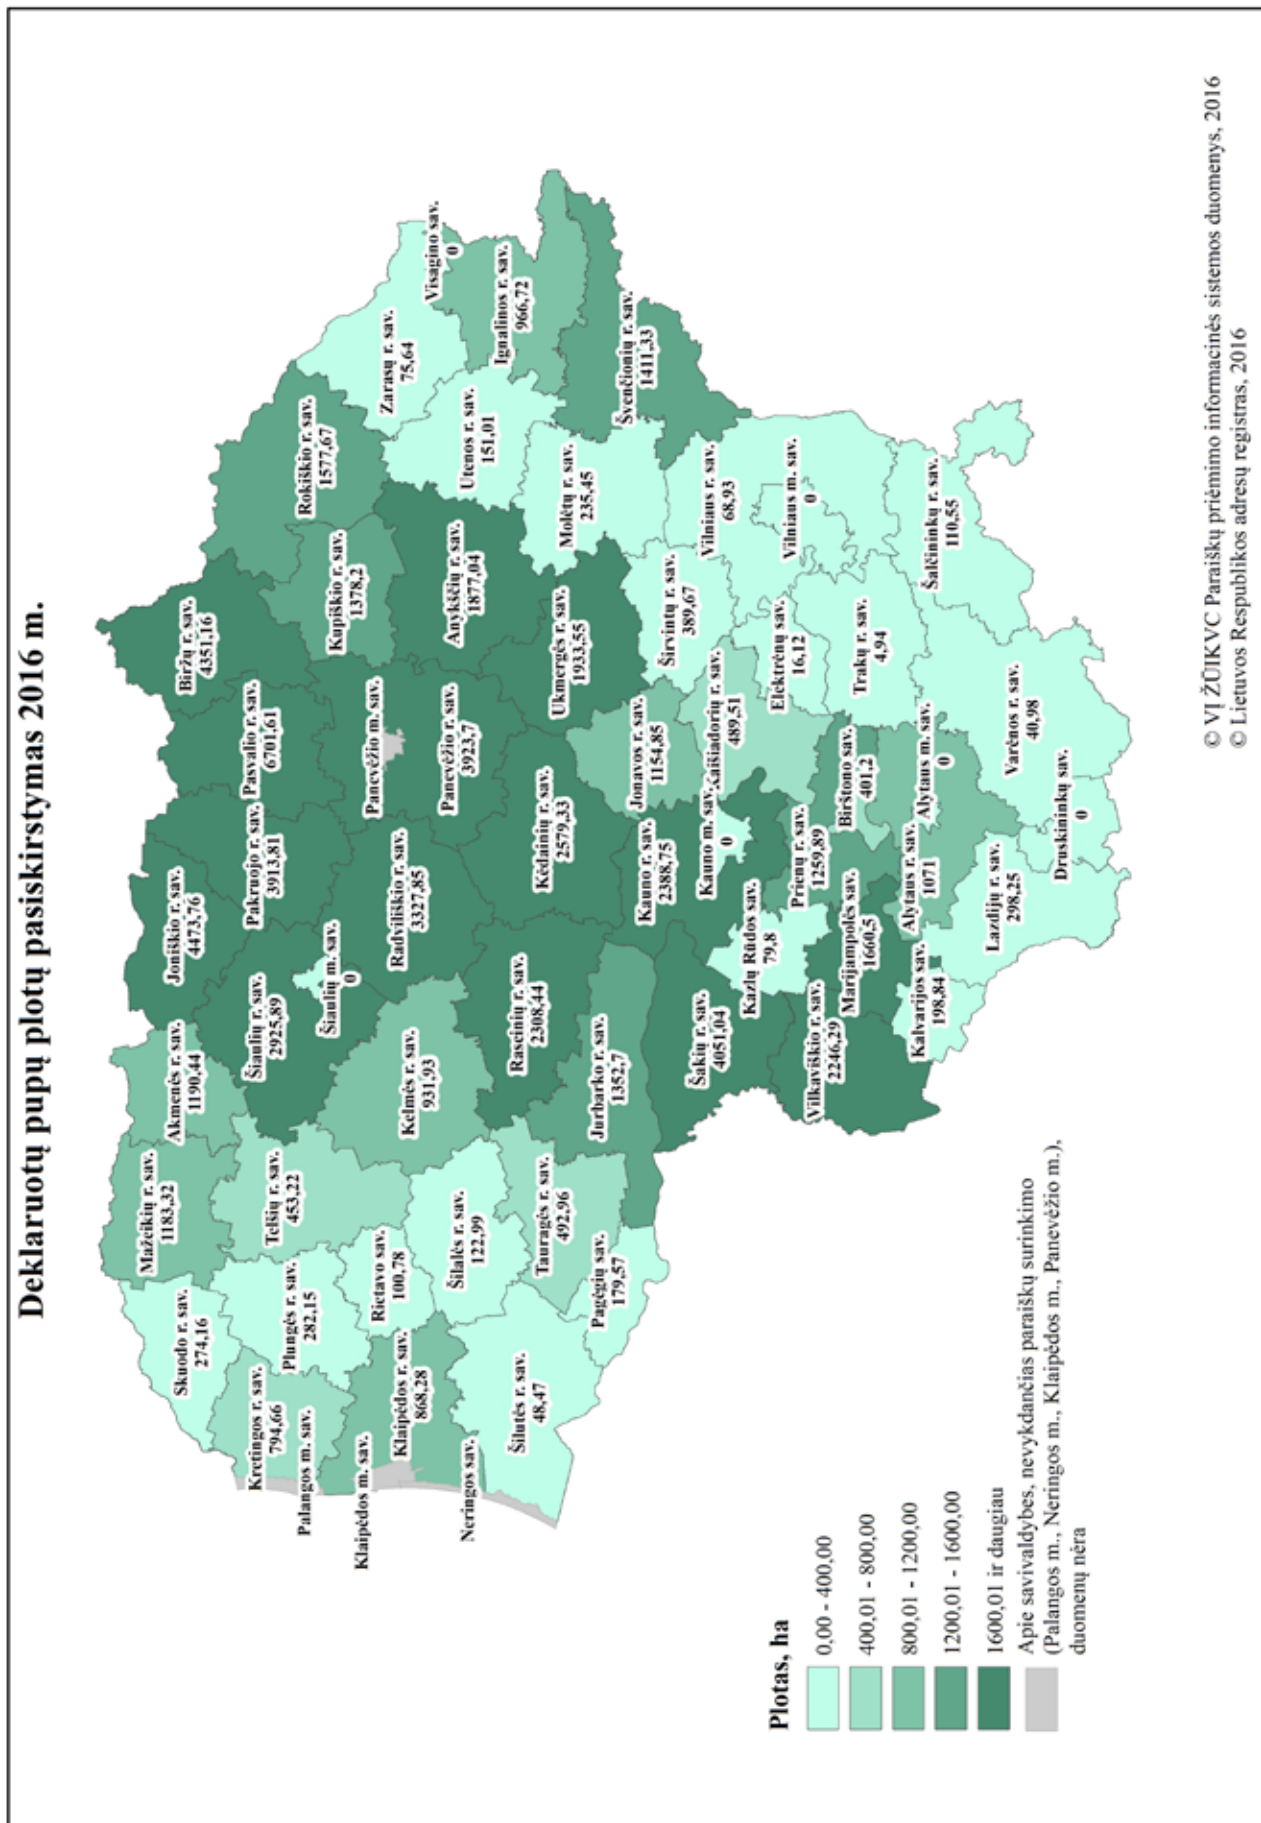 Deklaruotų pupų plotų pasiskirstymas 2016 m.
Skuodo r. sav.
274,16
Mažeikių r. sav.
1183,32
Akmenės r. sav.
1190,44
Joniškio r. sav.
4473,76
Biržų r. sav.
4351,16
Kretingos r. sav.
794,66
Palangos m. sav.
Plungės r. sav.
282,15
Telšių r. sav.
453,22
Šiaulių r. sav.
2925,89
Šiaulių m. sav.
0
Pakruojo r. sav.
3913,81
Pasvalio r. sav.
6701,61
Rokiškio r. sav.
1577,67
Kupiškio r. sav.
1378,2
Panevėžio m. sav.
Zarasų r. sav.
75,64
Visagino sav.
0
Klaipėdos m. sav.
Klaipėdos r. sav.
868,28
Rietavo sav.
100,78
Kelmės r. sav.
931,93
Radviliškio r. sav.
3327,85
Panevėžio r. sav.
3923,7
Anykščių r. sav.
1877,04
Utenos r. sav.
151,01
Ignalinos r. sav.
966,72
Neringos sav.
Šilutės r. sav.
48,47
Šilalės r. sav.
122,99
Tauragės r. sav.
492,96
Raseinių r. sav.
2308,44
Kėdainių r. sav.
2579,33
Ukmergės r. sav.
1933,55
Molėtų r. sav.
235,45
Švenčionių r. sav.
1411,33
Pagėgių sav.
179,57
Jurbarko r. sav.
1352,7
Kauno r. sav.
2388,75
Jonavos r. sav.
1154,85
Širvintų r. sav.
389,67
Vilniaus r. sav.
68,93
Šakių r. sav.
4051,04
Kauno m. sav.
0
Kaišiadorių r. sav.
489,51
Kazlų Rūdos sav.
79,8
Elektrėnų sav.
16,12
Vilniaus m. sav.
0
Vilkaviškio r. sav.
2246,29
Marijampolės sav.
1660,5
Prienų r. sav.
1259,89
Birštono sav.
401,2
Trakų r. sav.
4,94
Kalvarijos sav.
198,84
Alytaus r. sav.
1071
Alytaus m. sav.
0
Šalčininkų r. sav.
110,55
Lazdijų r. sav.
298,25
Varėnos r. sav.
40,98
Druskininkų sav.
0
Plotas, ha
0,00 - 400,00
400,01 - 800,00
800,01 - 1200,00
1200,01 - 1600,00
1600,01 ir daugiau
Apie savivaldybes, nevykdančias paraiškų surinkimo
(Palangos m., Neringos m., Klaipėdos m., Panevėžio m.),
duomenų nėra
© VĮ ŽŪIKVC Paraiškų priėmimo informacinės sistemos duomenys, 2016
© Lietuvos Respublikos adresų registras, 2016